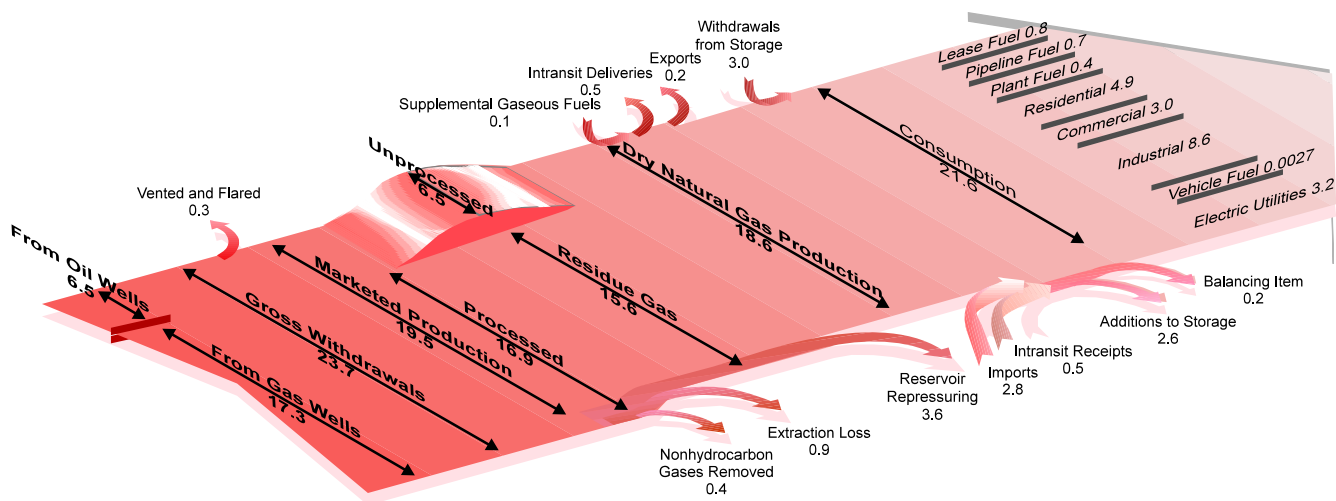 From Oil Wells
6.5
From Gas Wells
17.3
Vented and Flared
0.3
Gross Withdrawals
23.7
Marketed Production
19.5
Unprocessed
6.5
Processed
16.9
Nonhydrocarbon
Gases Removed
0.4
Extraction Loss
0.9
Residue Gas
15.6
Reservoir
Repressuring
3.6
Supplemental Gaseous Fuels
0.1
Intransit Deliveries
0.5
Exports
0.2
Withdrawals
from Storage
3.0
Dry Natural Gas Production
18.6
Imports
2.8
Intransit Receipts
0.5
Additions to Storage
2.6
Balancing Item
0.2
Consumption
21.6
Lease Fuel 0.8
Pipeline Fuel 0.7
Plant Fuel 0.4
Residential 4.9
Commercial 3.0
Industrial 8.6
Vehicle Fuel 0.0027
Electric Utilities 3.2